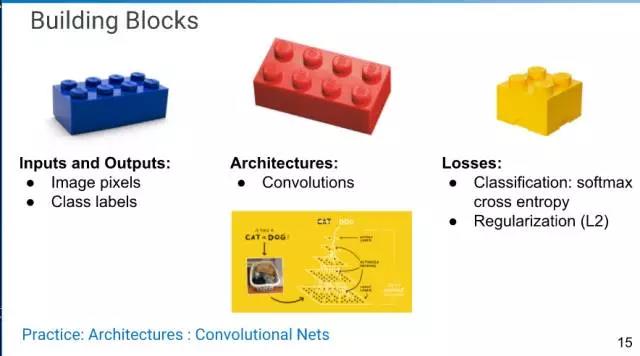 Building Blocks
Inputs and Outputs:
● Image pixels
● Class labels
Architectures:
● Convolutions
IS THIS A
CAT or DOG?
CAT DOG
Losses:
● Classification: softmax
cross entropy
● Regularization (L2)
Practice: Architectures : Convolutional Nets
15